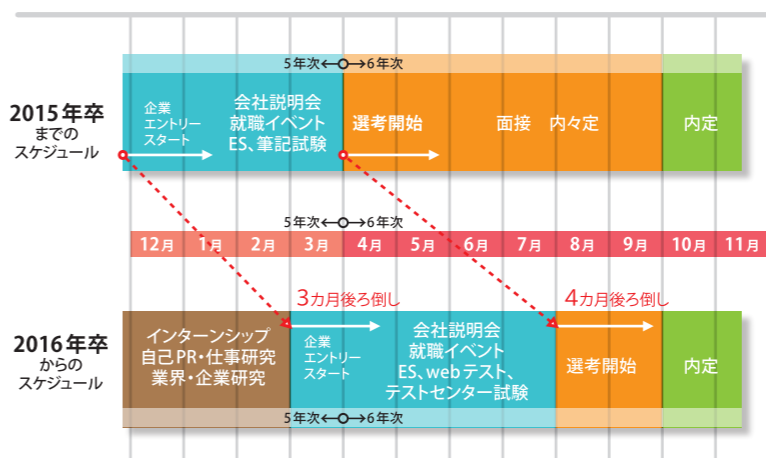 5年次←○→6年次
2015年卒
までの
スケジュール
企業
エントリー
スタート
会社説明会
就職イベント
ES、筆記試験
選考開始
面接 内々定
内定
5年次←○→6年次
12月 1月 2月 3月 4月 5月 6月 7月 8月 9月 10月 11月
3カ月後ろ倒し
4カ月後ろ倒し
2016年卒
からの
スケジュール
インターンシップ
自己PR・仕事研究
業界・企業研究
企業
エントリー
スタート
会社説明会
就職イベント
ES、webテスト、
テストセンター試験
選考開始
内定
5年次←○→6年次